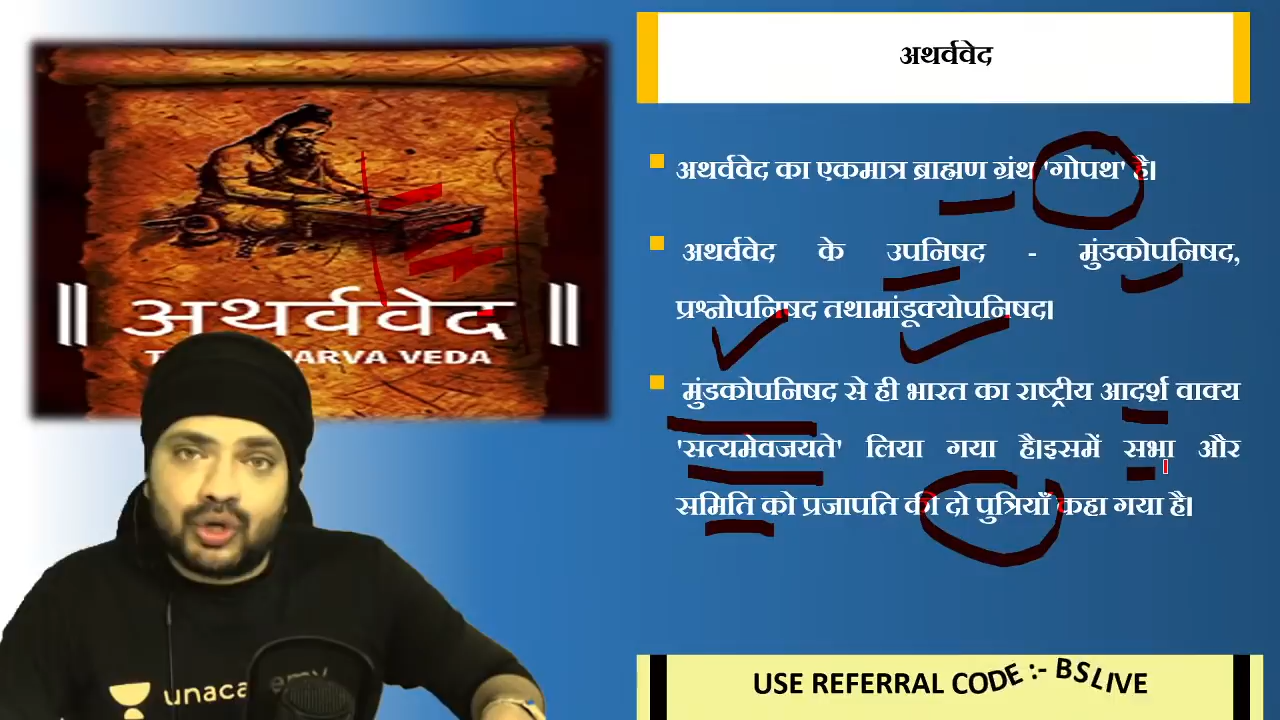 अथर्ववेद
अथर्ववेद का एकमात्र ब्राह्मण ग्रंथ 'गोपथ' है।
अथर्ववेद के उपनिषद - मुंडकोपनिषद,
प्रश्नोपनिषद तथामांडूक्योपनिषद।
मुंडकोपनिषद से ही भारत का राष्ट्रीय आदर्श वाक्य
'सत्यमेवजयते' लिया गया है।इसमें सभा और
समिति को प्रजापति की दो पुत्रियाँ कहा गया है।
|| अथर्ववेद ||
VEDA
USE REFERRAL CODE :- BSLIVE